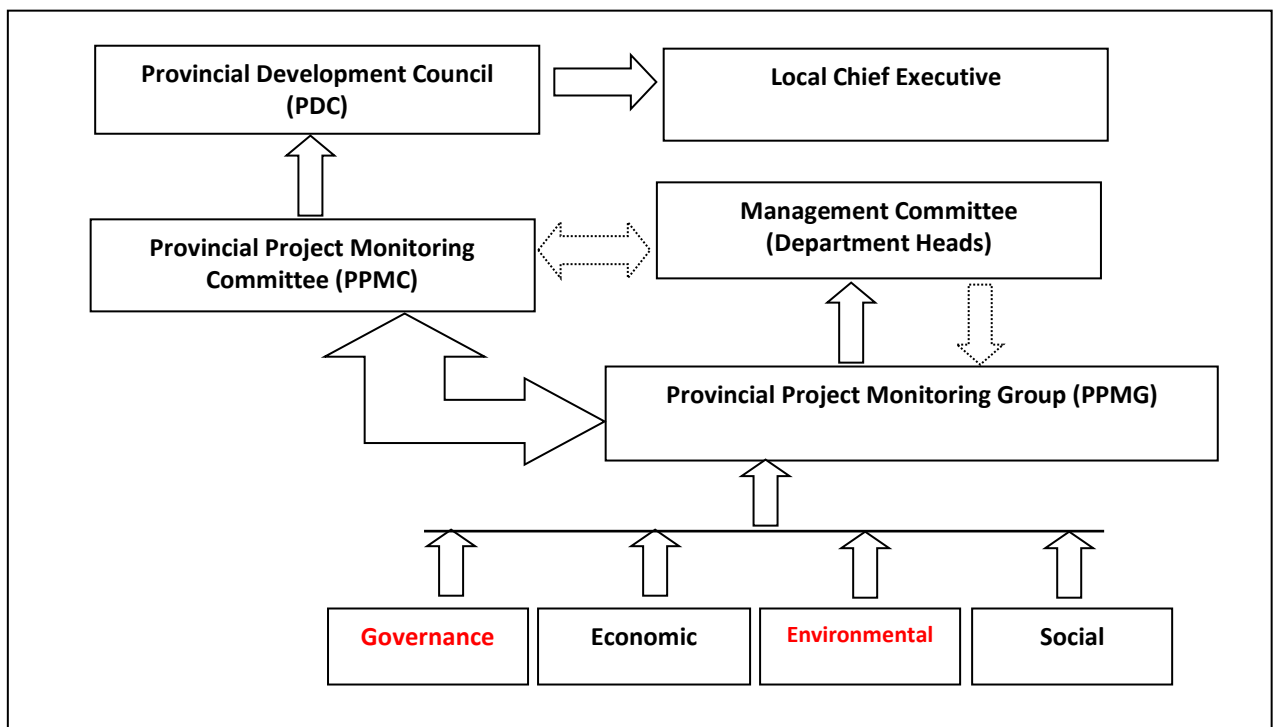 Provincial Development Council
(PDC)
Local Chief Executive
Management Committee
(Department Heads)
Provincial Project Monitoring
Committee (PPMC)
Provincial Project Monitoring Group (PPMG)
Governance
Economic
Environmental
Social